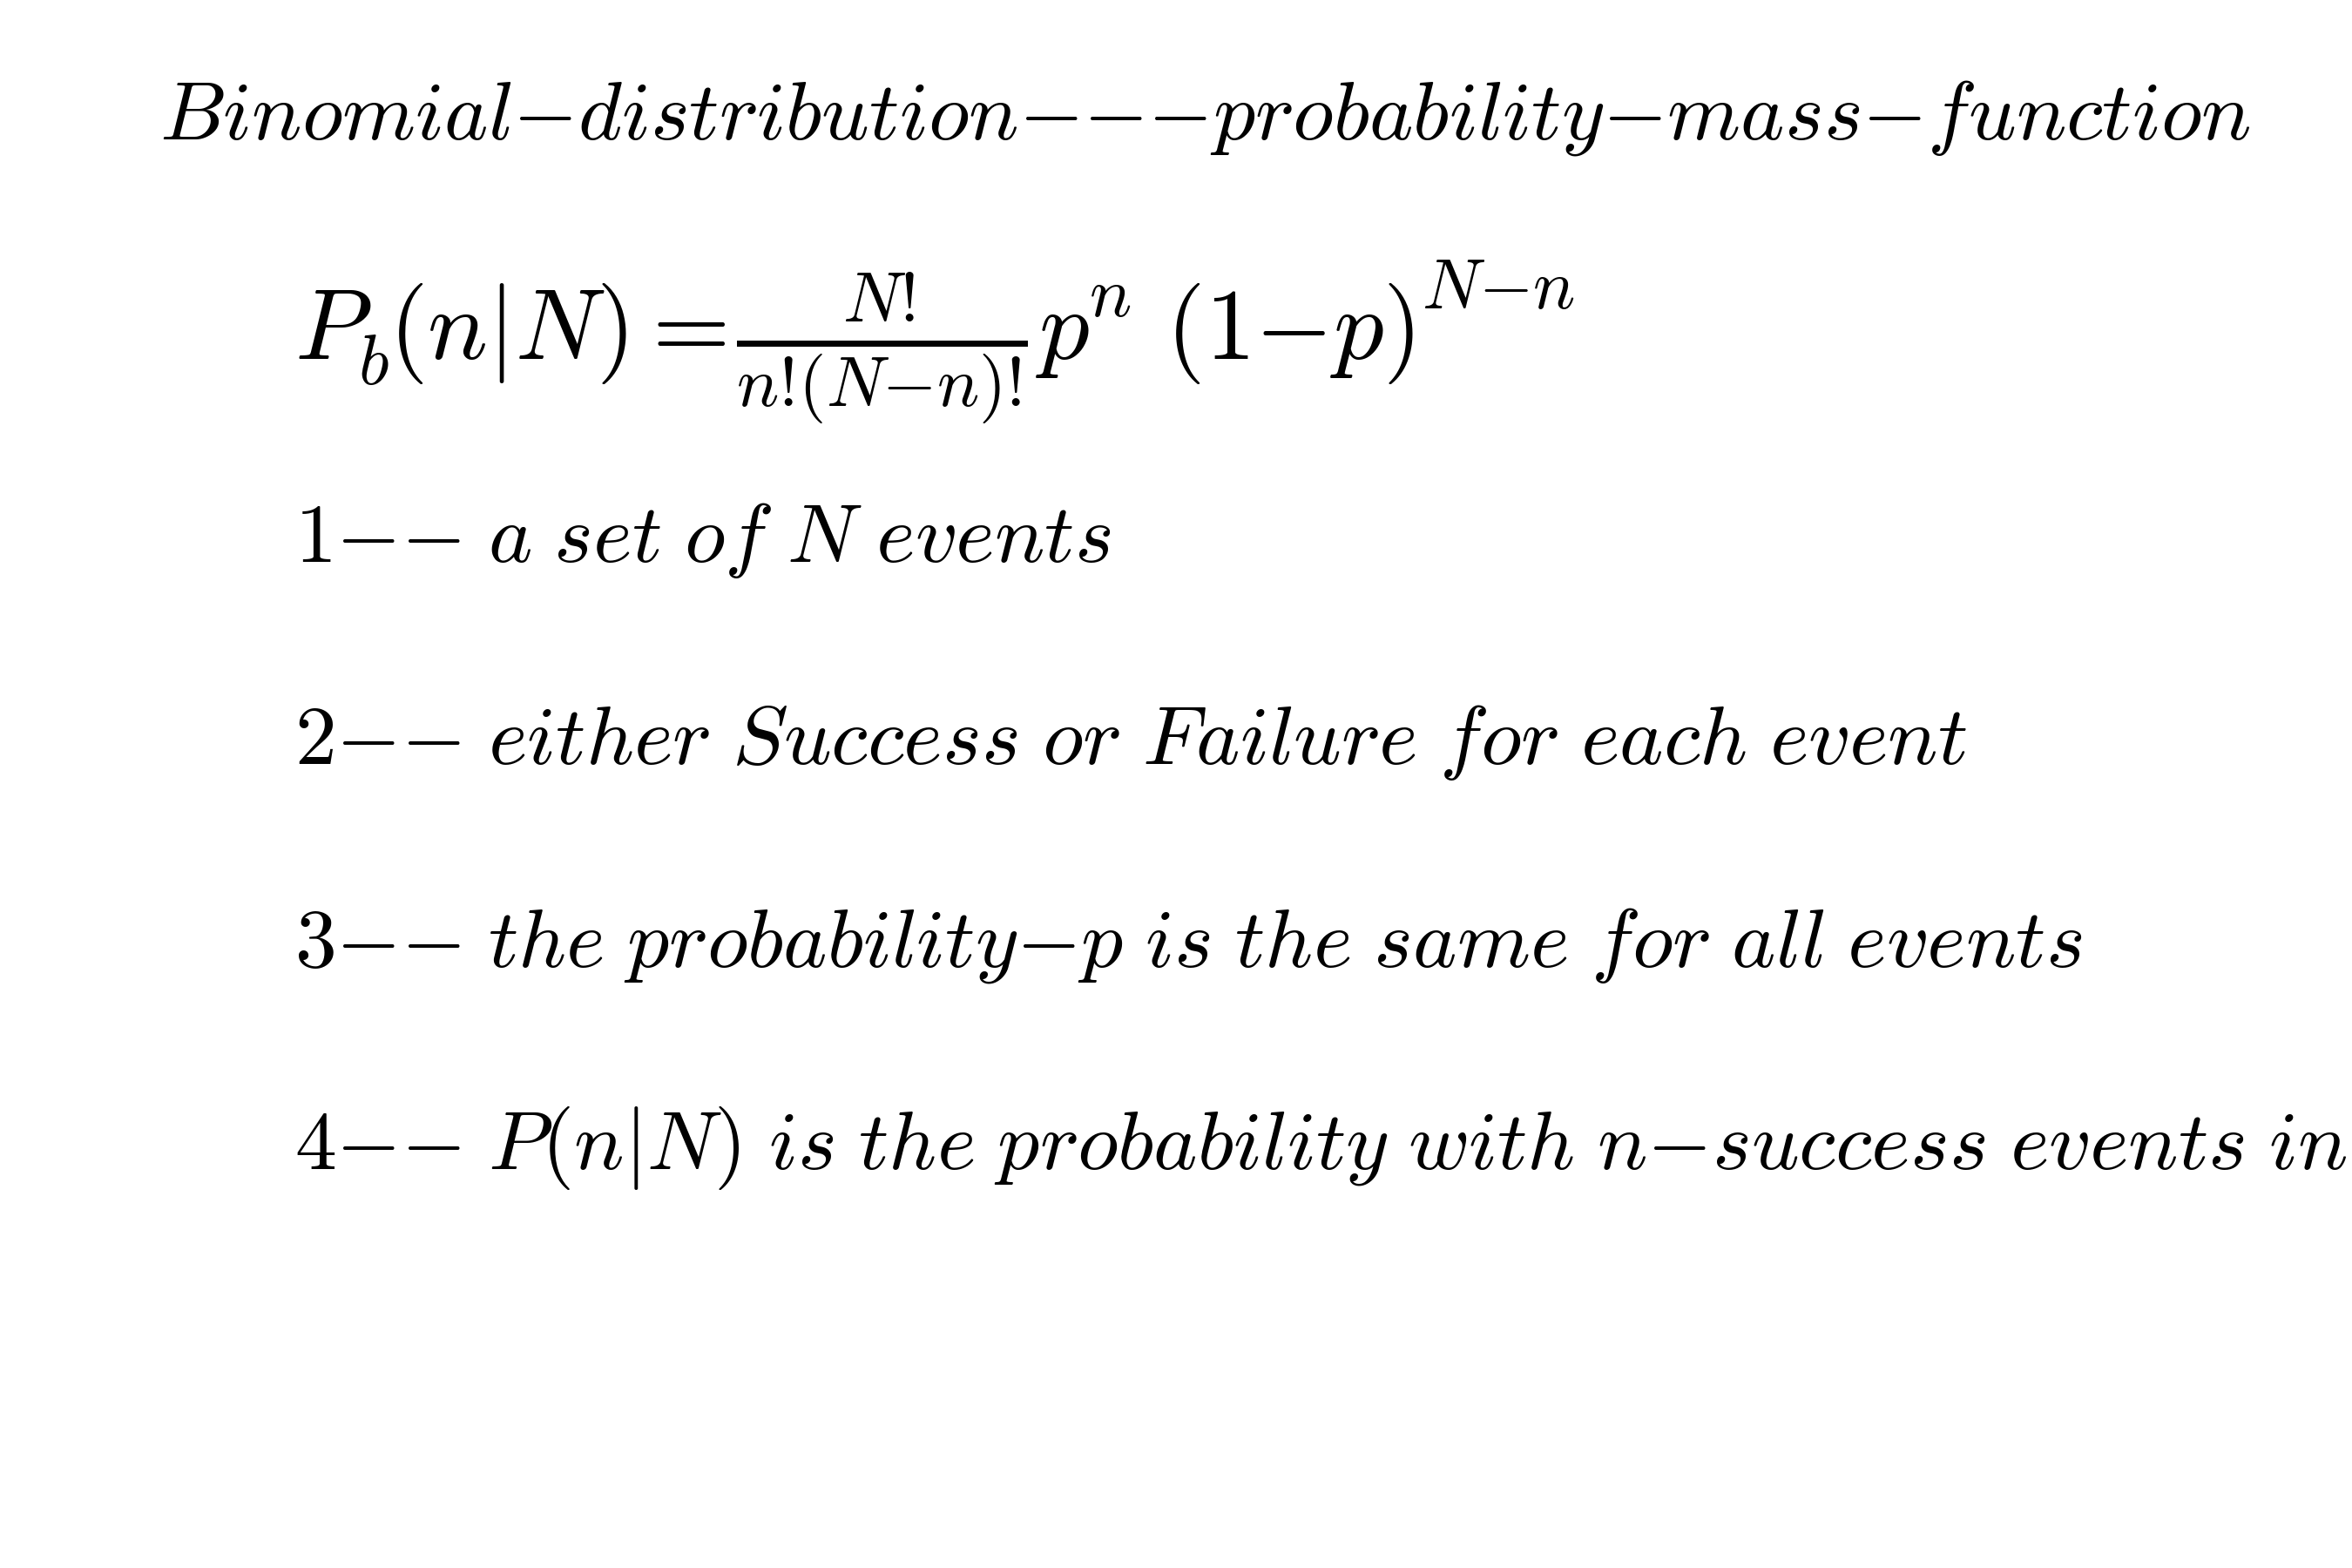 Binomial−distribution−−−probability−mass−function
P_b(n|N) = \frac{N!}{n!(N−n)!} p^n (1−p)^{N−n}
1−− a set of N events
2−− either Success or Failure for each event
3−− the probability−p is the same for all events
4−− P(n|N) is the probability with n−success events in